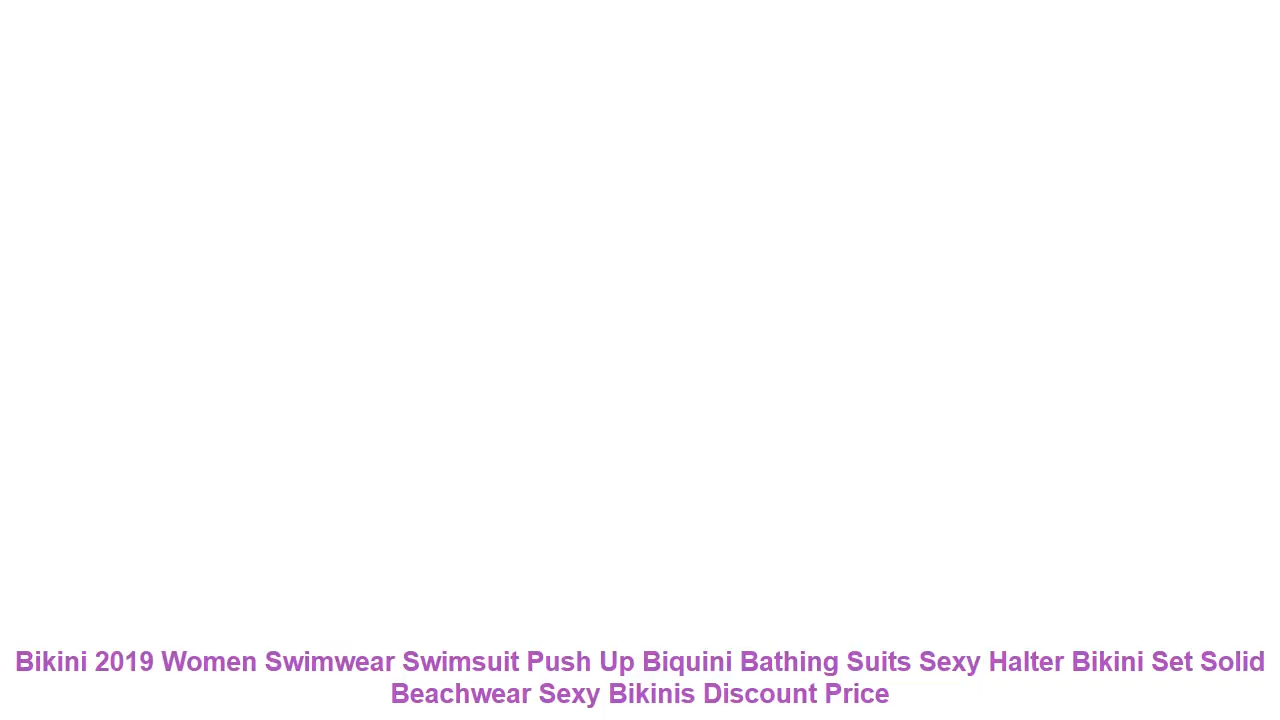 Bikini 2019 Women Swimwear Swimsuit Push Up Biquini Bathing Suits Sexy Halter Bikini Set Solid
Beachwear Sexy Bikinis Discount Price